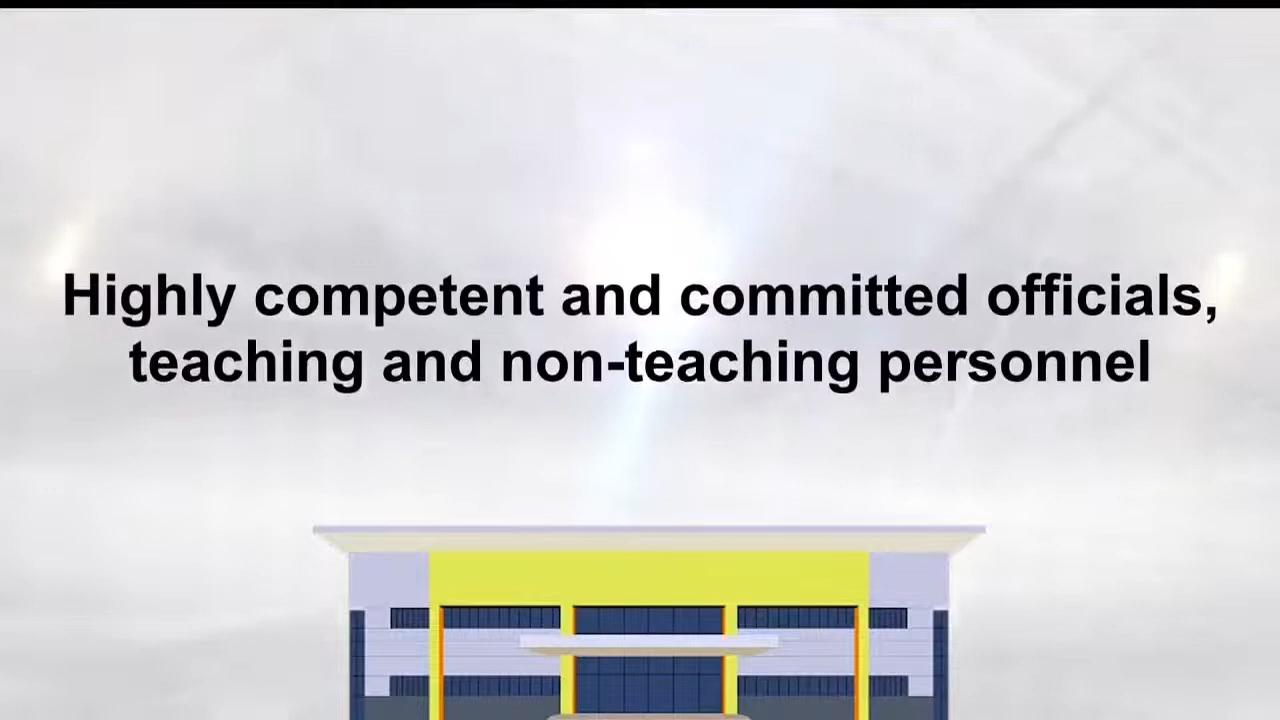 Highly competent and committed officials,
teaching and non-teaching personnel